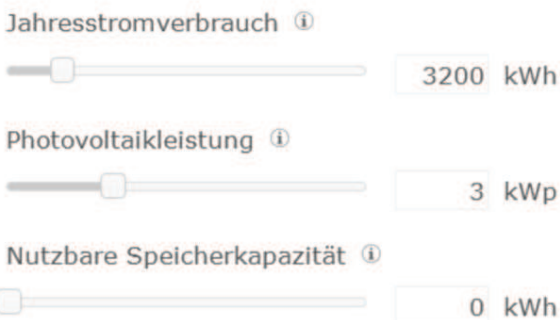 Jahresstromverbrauch ⓘ
3200 kWh
Photovoltaikleistung ⓘ
3 kWp
Nutzbare Speicherkapazität ⓘ
0 kWh